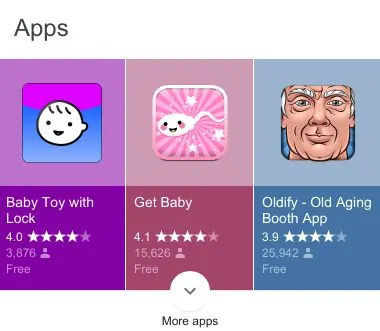 Apps
Baby Toy with
Lock
4.0
3,876
Free
Get Baby
4.1
15,626
Free
Oldify - Old Aging
Booth App
3.9
25,942
Free
More apps